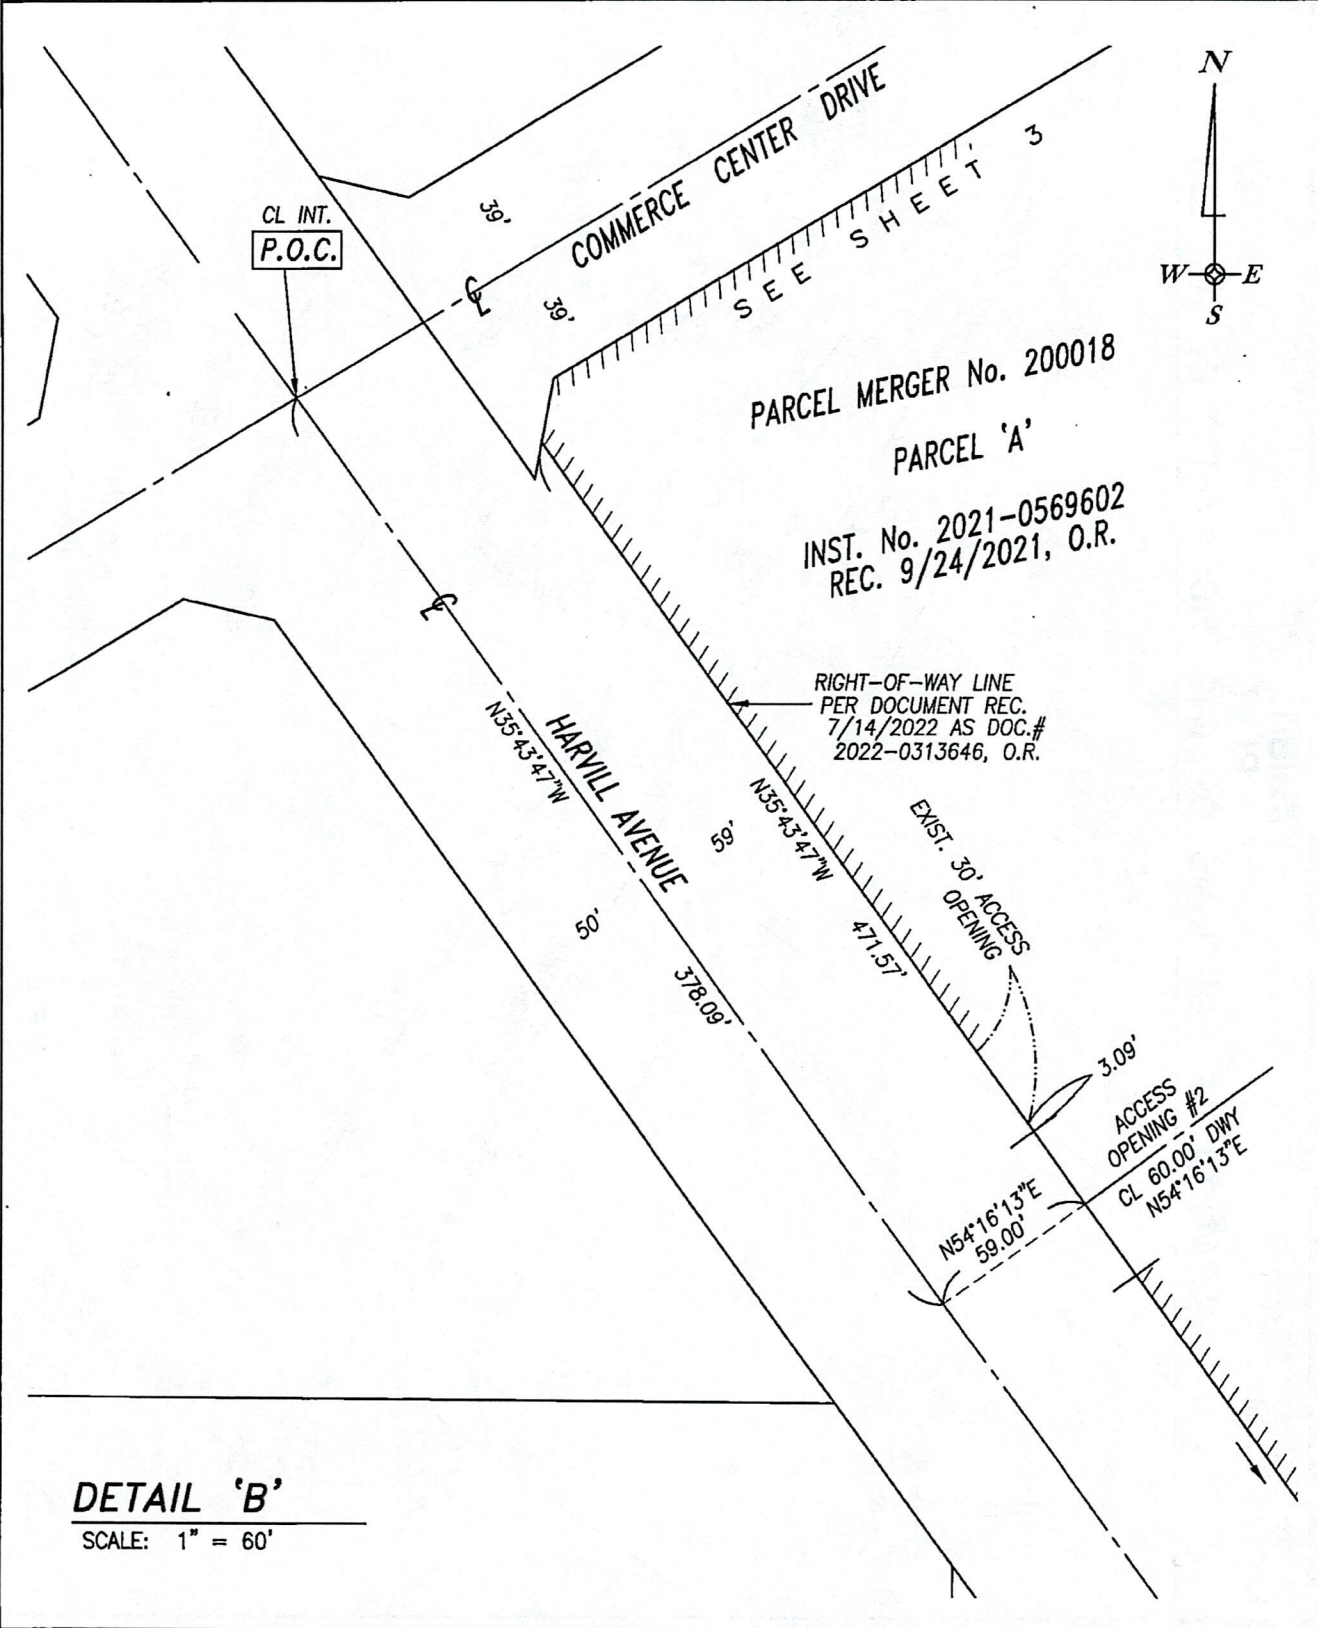 N
W E
S
39'
COMMERCE CENTER DRIVE
39'
CL INT.
P.O.C.
SEE SHEET 3
PARCEL MERGER No. 200018
PARCEL 'A'
INST. No. 2021-0569602
REC. 9/24/2021, O.R.
RIGHT-OF-WAY LINE
PER DOCUMENT REC.
7/14/2022 AS DOC.#
2022-0313646, O.R.
HARVILL AVENUE
N35°43'47"W
378.09'
50'
59'
N35°43'47"W
471.57'
EXIST. 30' ACCESS
OPENING
3.09'
ACCESS
OPENING #2
CL 60.00' DWY
N54°16'13"E
N54°16'13"E
59.00'
DETAIL 'B'
SCALE: 1" = 60'